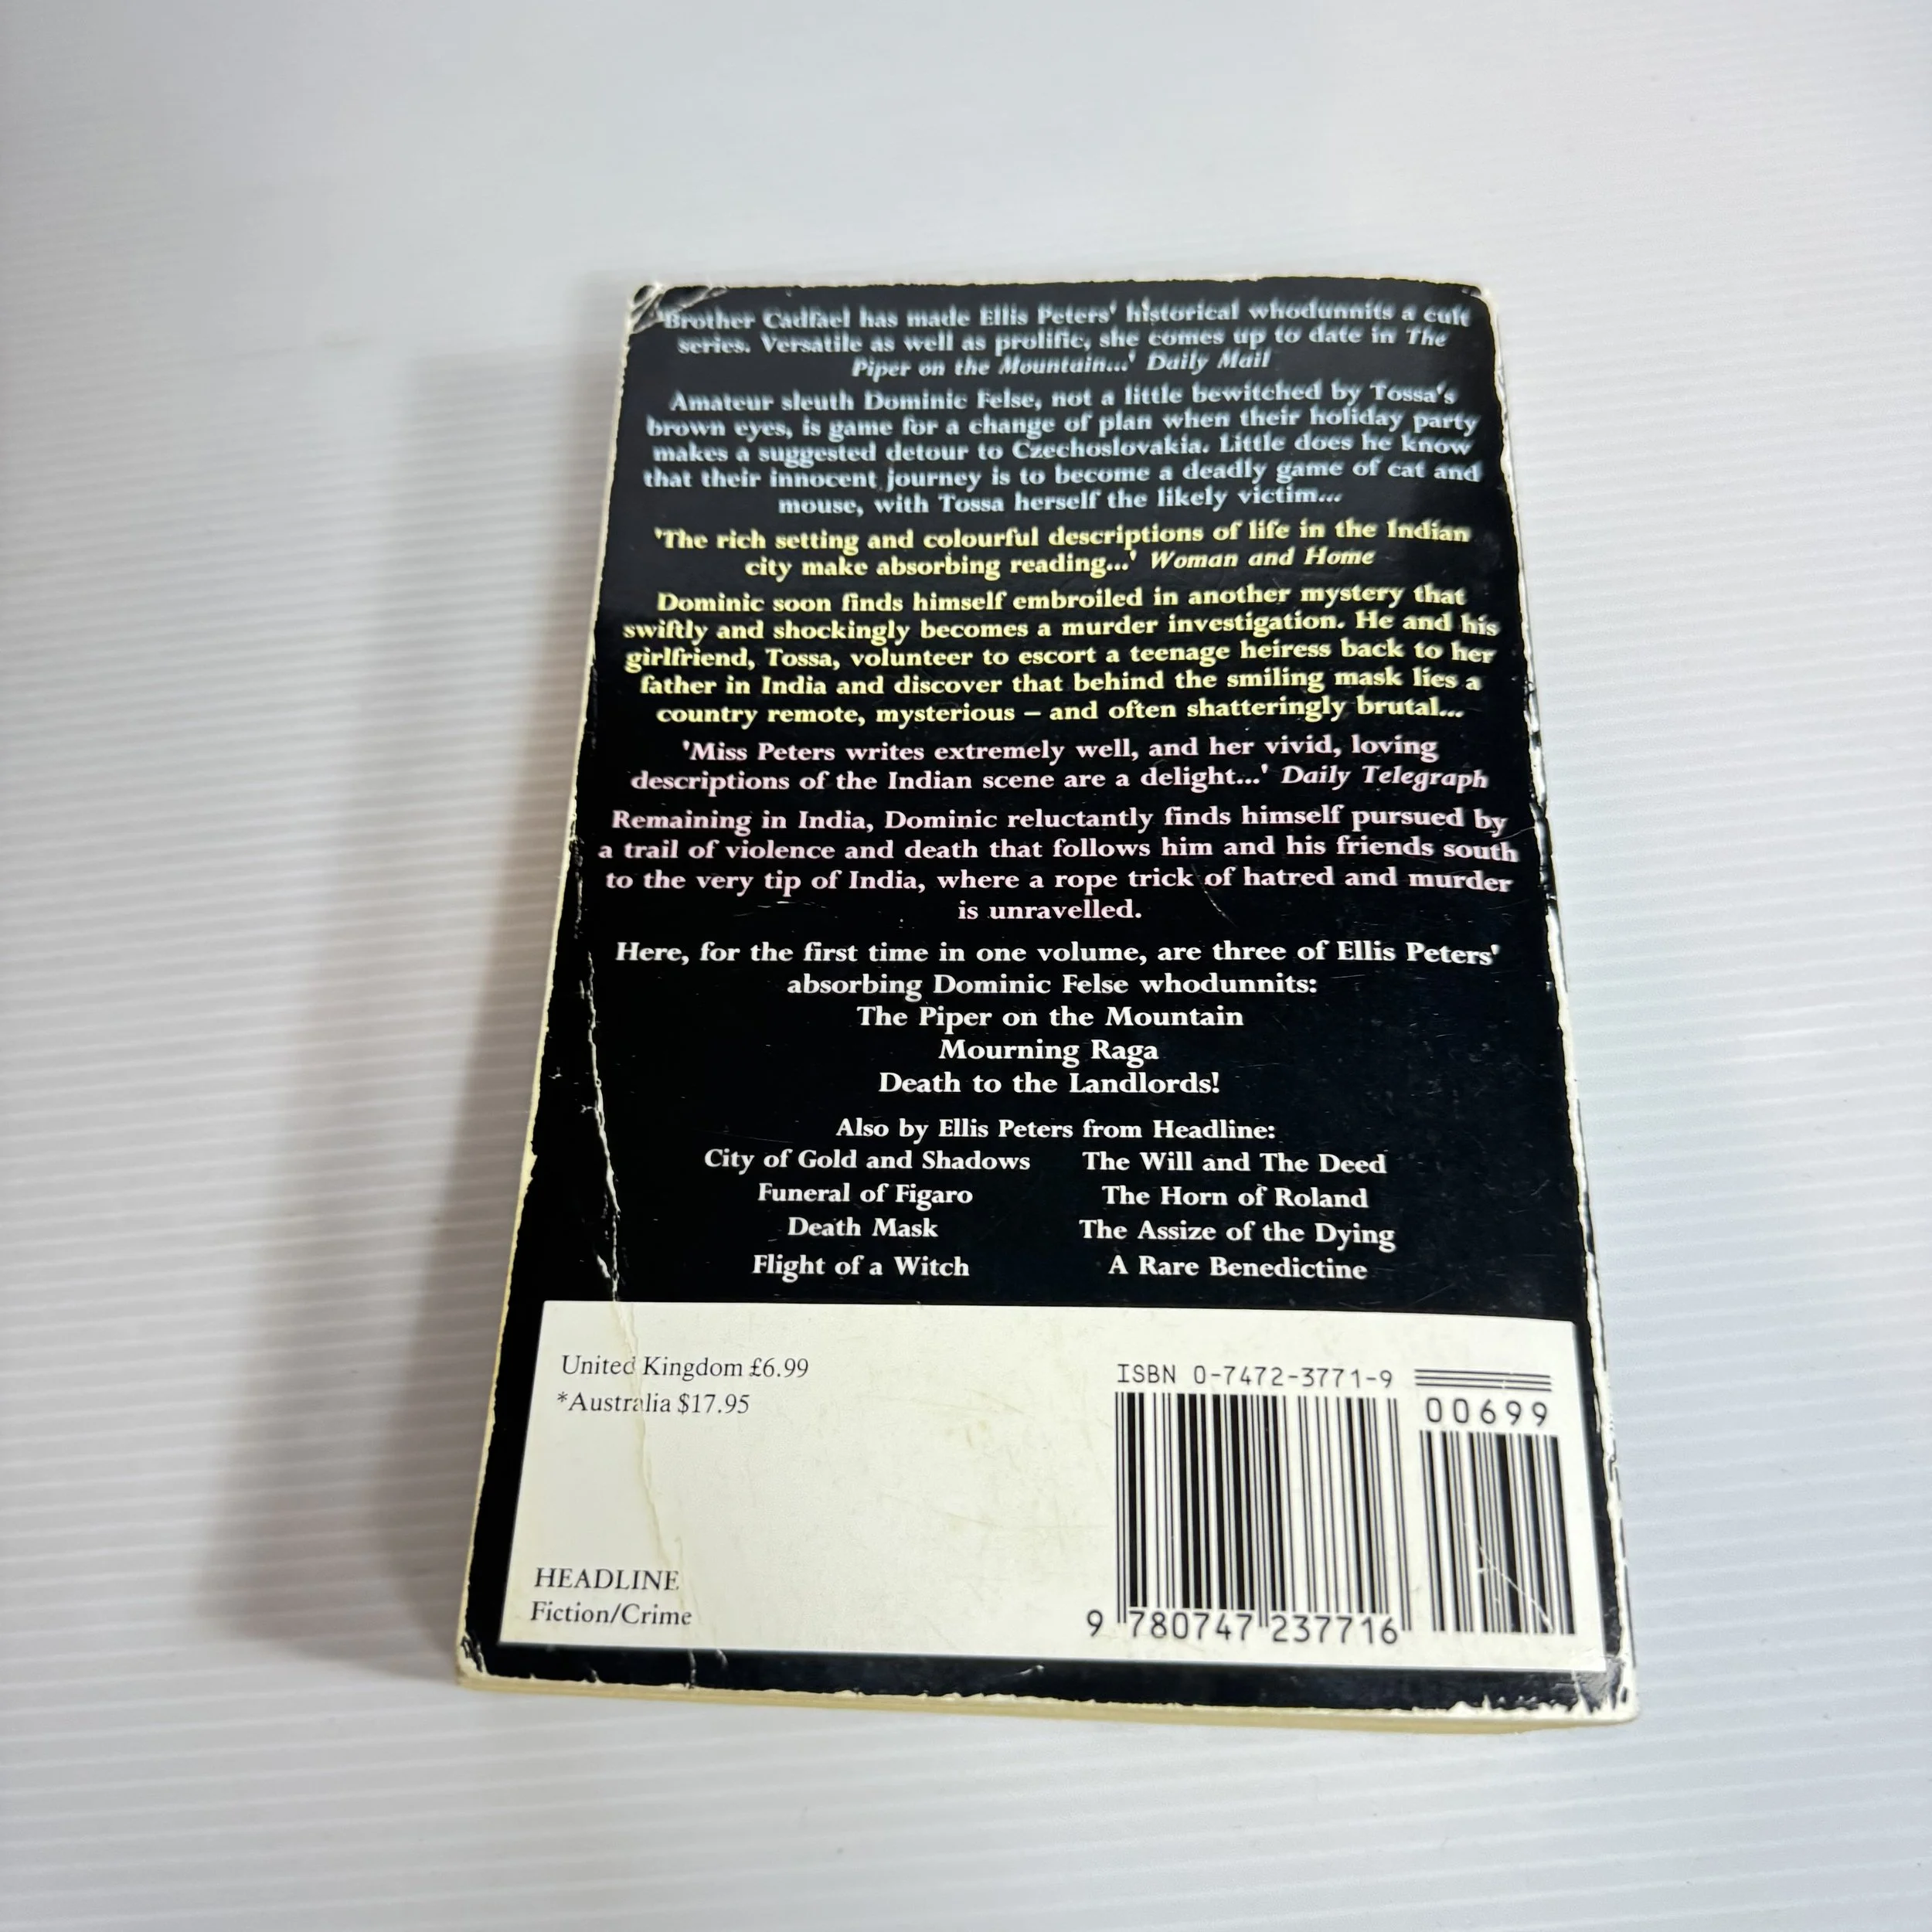 'Brother Cadfael has made Ellis Peters' historical whodunnits a cult
series. Versatile as well as prolific, she comes up to date in The
Piper on the Mountain...' Daily Mail
Amateur sleuth Dominic Felse, not a little bewitched by Tossa's
brown eyes, is game for a change of plan when their holiday party
makes a suggested detour to Czechoslovakia. Little does he know
that their innocent journey is to become a deadly game of cat and
mouse, with Tossa herself the likely victim...
'The rich setting and colourful descriptions of life in the Indian
city make absorbing reading...' Woman and Home
Dominic soon finds himself embroiled in another mystery that
swiftly and shockingly becomes a murder investigation. He and his
girlfriend, Tossa, volunteer to escort a teenage heiress back to her
father in India and discover that behind the smiling mask lies a
country remote, mysterious – and often shatteringly brutal...
'Miss Peters writes extremely well, and her vivid, loving
descriptions of the Indian scene are a delight...' Daily Telegraph
Remaining in India, Dominic reluctantly finds himself pursued by
a trail of violence and death that follows him and his friends south
to the very tip of India, where a rope trick of hatred and murder
is unravelled.
Here, for the first time in one volume, are three of Ellis Peters'
absorbing Dominic Felse whodunnits:
The Piper on the Mountain
Mourning Raga
Death to the Landlords!
Also by Ellis Peters from Headline:
City of Gold and Shadows The Will and The Deed
Funeral of Figaro The Horn of Roland
Death Mask The Assize of the Dying
Flight of a Witch A Rare Benedictine
United Kingdom £6.99
*Australia $17.95
HEADLINE
Fiction/Crime
ISBN 0-7472-3771-9
00699
9 780747 237716